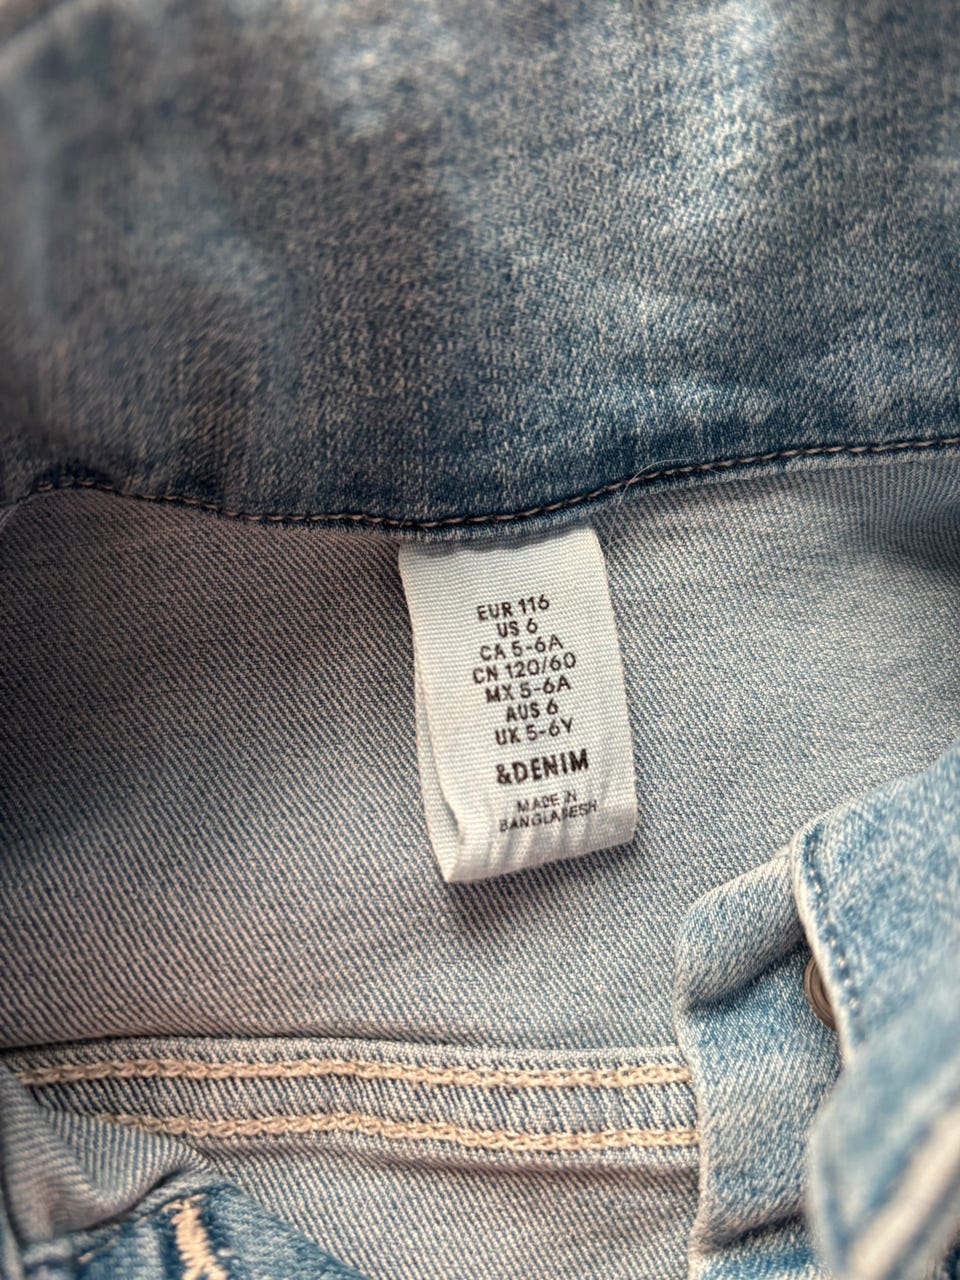 EUR 116
US 6
CA 5-6A
CN 120/60
MX 5-6A
AUS 6
UK 5-6Y
&DENIM
MADE IN
BANGLADESH